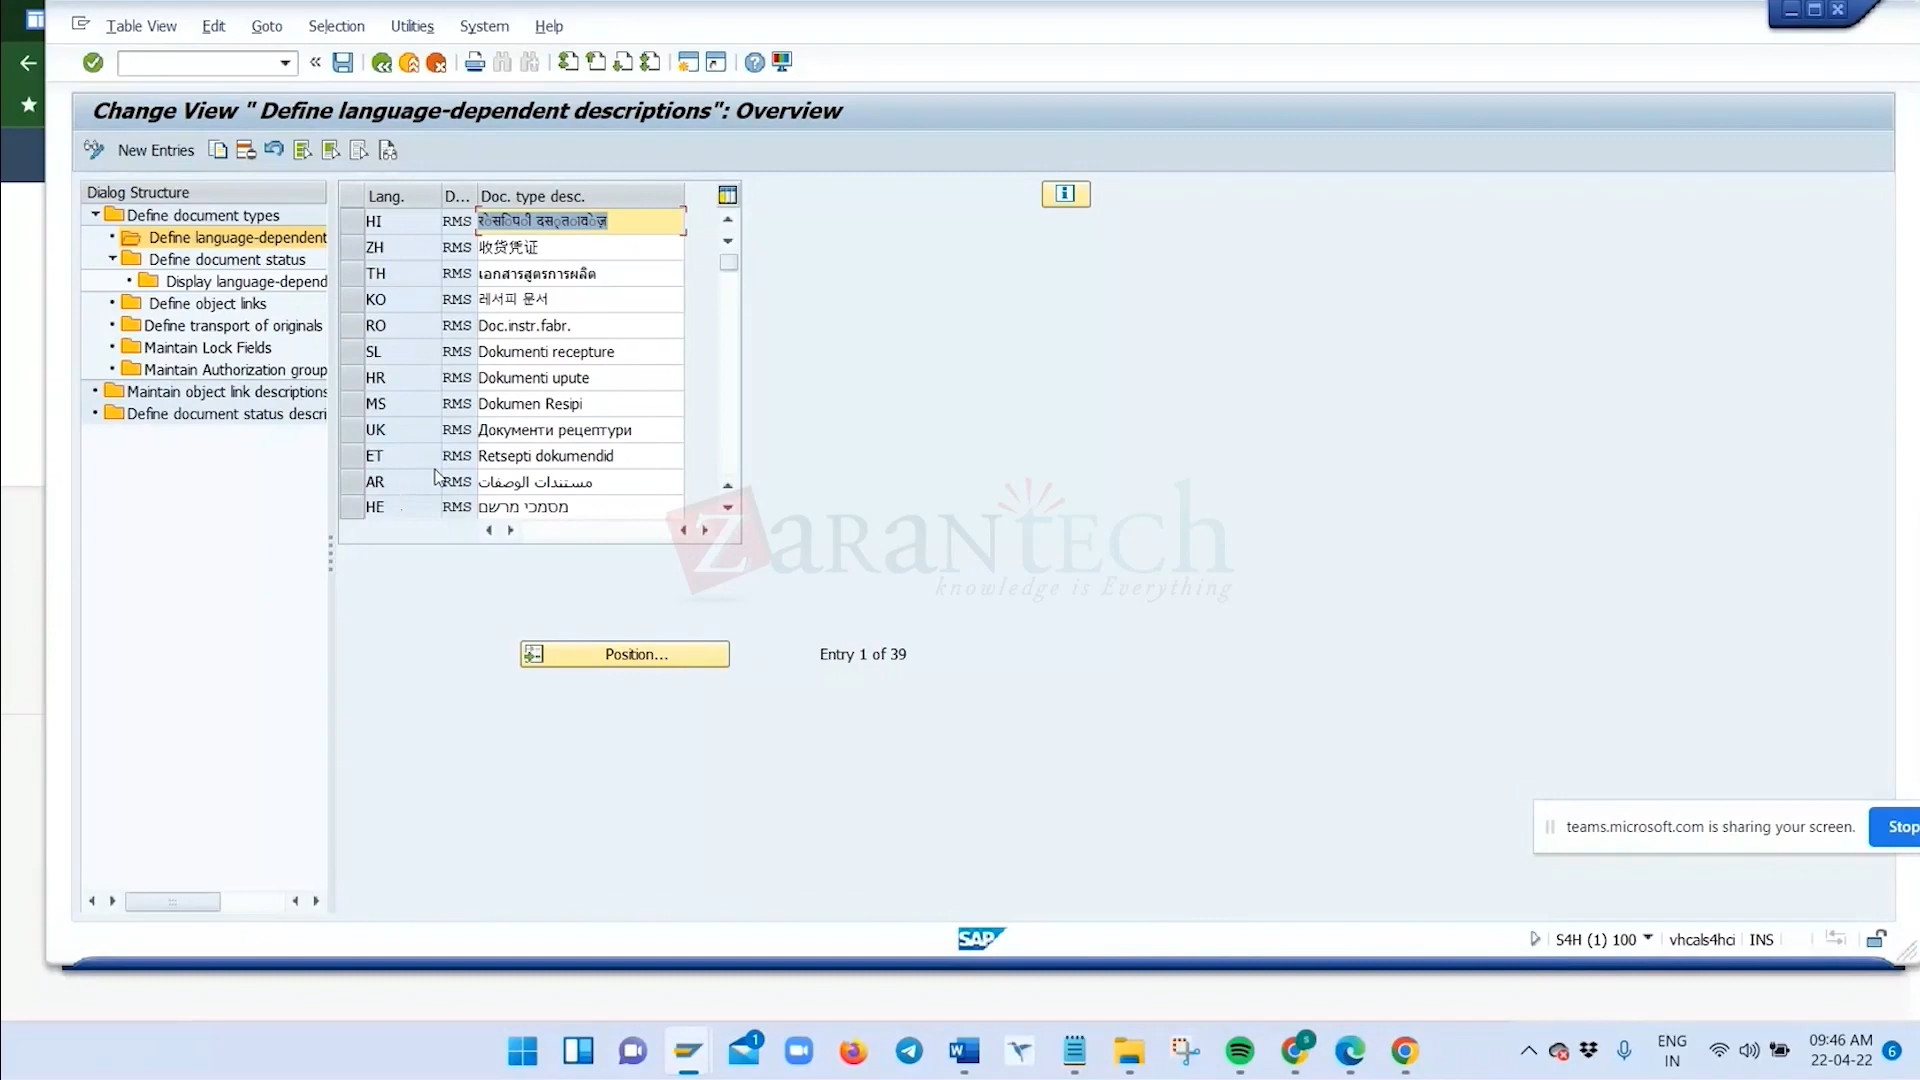 Table View Edit Goto Selection Utilities System Help
Change View " Define language-dependent descriptions": Overview
New Entries
Dialog Structure
Define document types
Define language-dependent
Define document status
Display language-depend
Define object links
Define transport of originals
Maintain Lock Fields
Maintain Authorization group
Maintain object link descriptions
Define document status descri
Lang. D... Doc. type desc.
HI RMS
ZH RMS 收货凭证
TH RMS เอกสารสูตรการผลิต
KO RMS 레서피 문서
RO RMS Doc.instr.fabr.
SL RMS Dokumenti recepture
HR RMS Dokumenti upute
MS RMS Dokumen Resipi
UK RMS Документи рецептури
ET RMS Retsepti dokumendid
AR RMS مستندات الوصفات
HE RMS מסמכי מרשם
ZaranTech
knowledge is Everything
Position... Entry 1 of 39
teams.microsoft.com is sharing your screen. Stop
SAP
S4H (1) 100 vhcals4hci INS
1
S
ENG
IN
09:46 AM
22-04-22
6